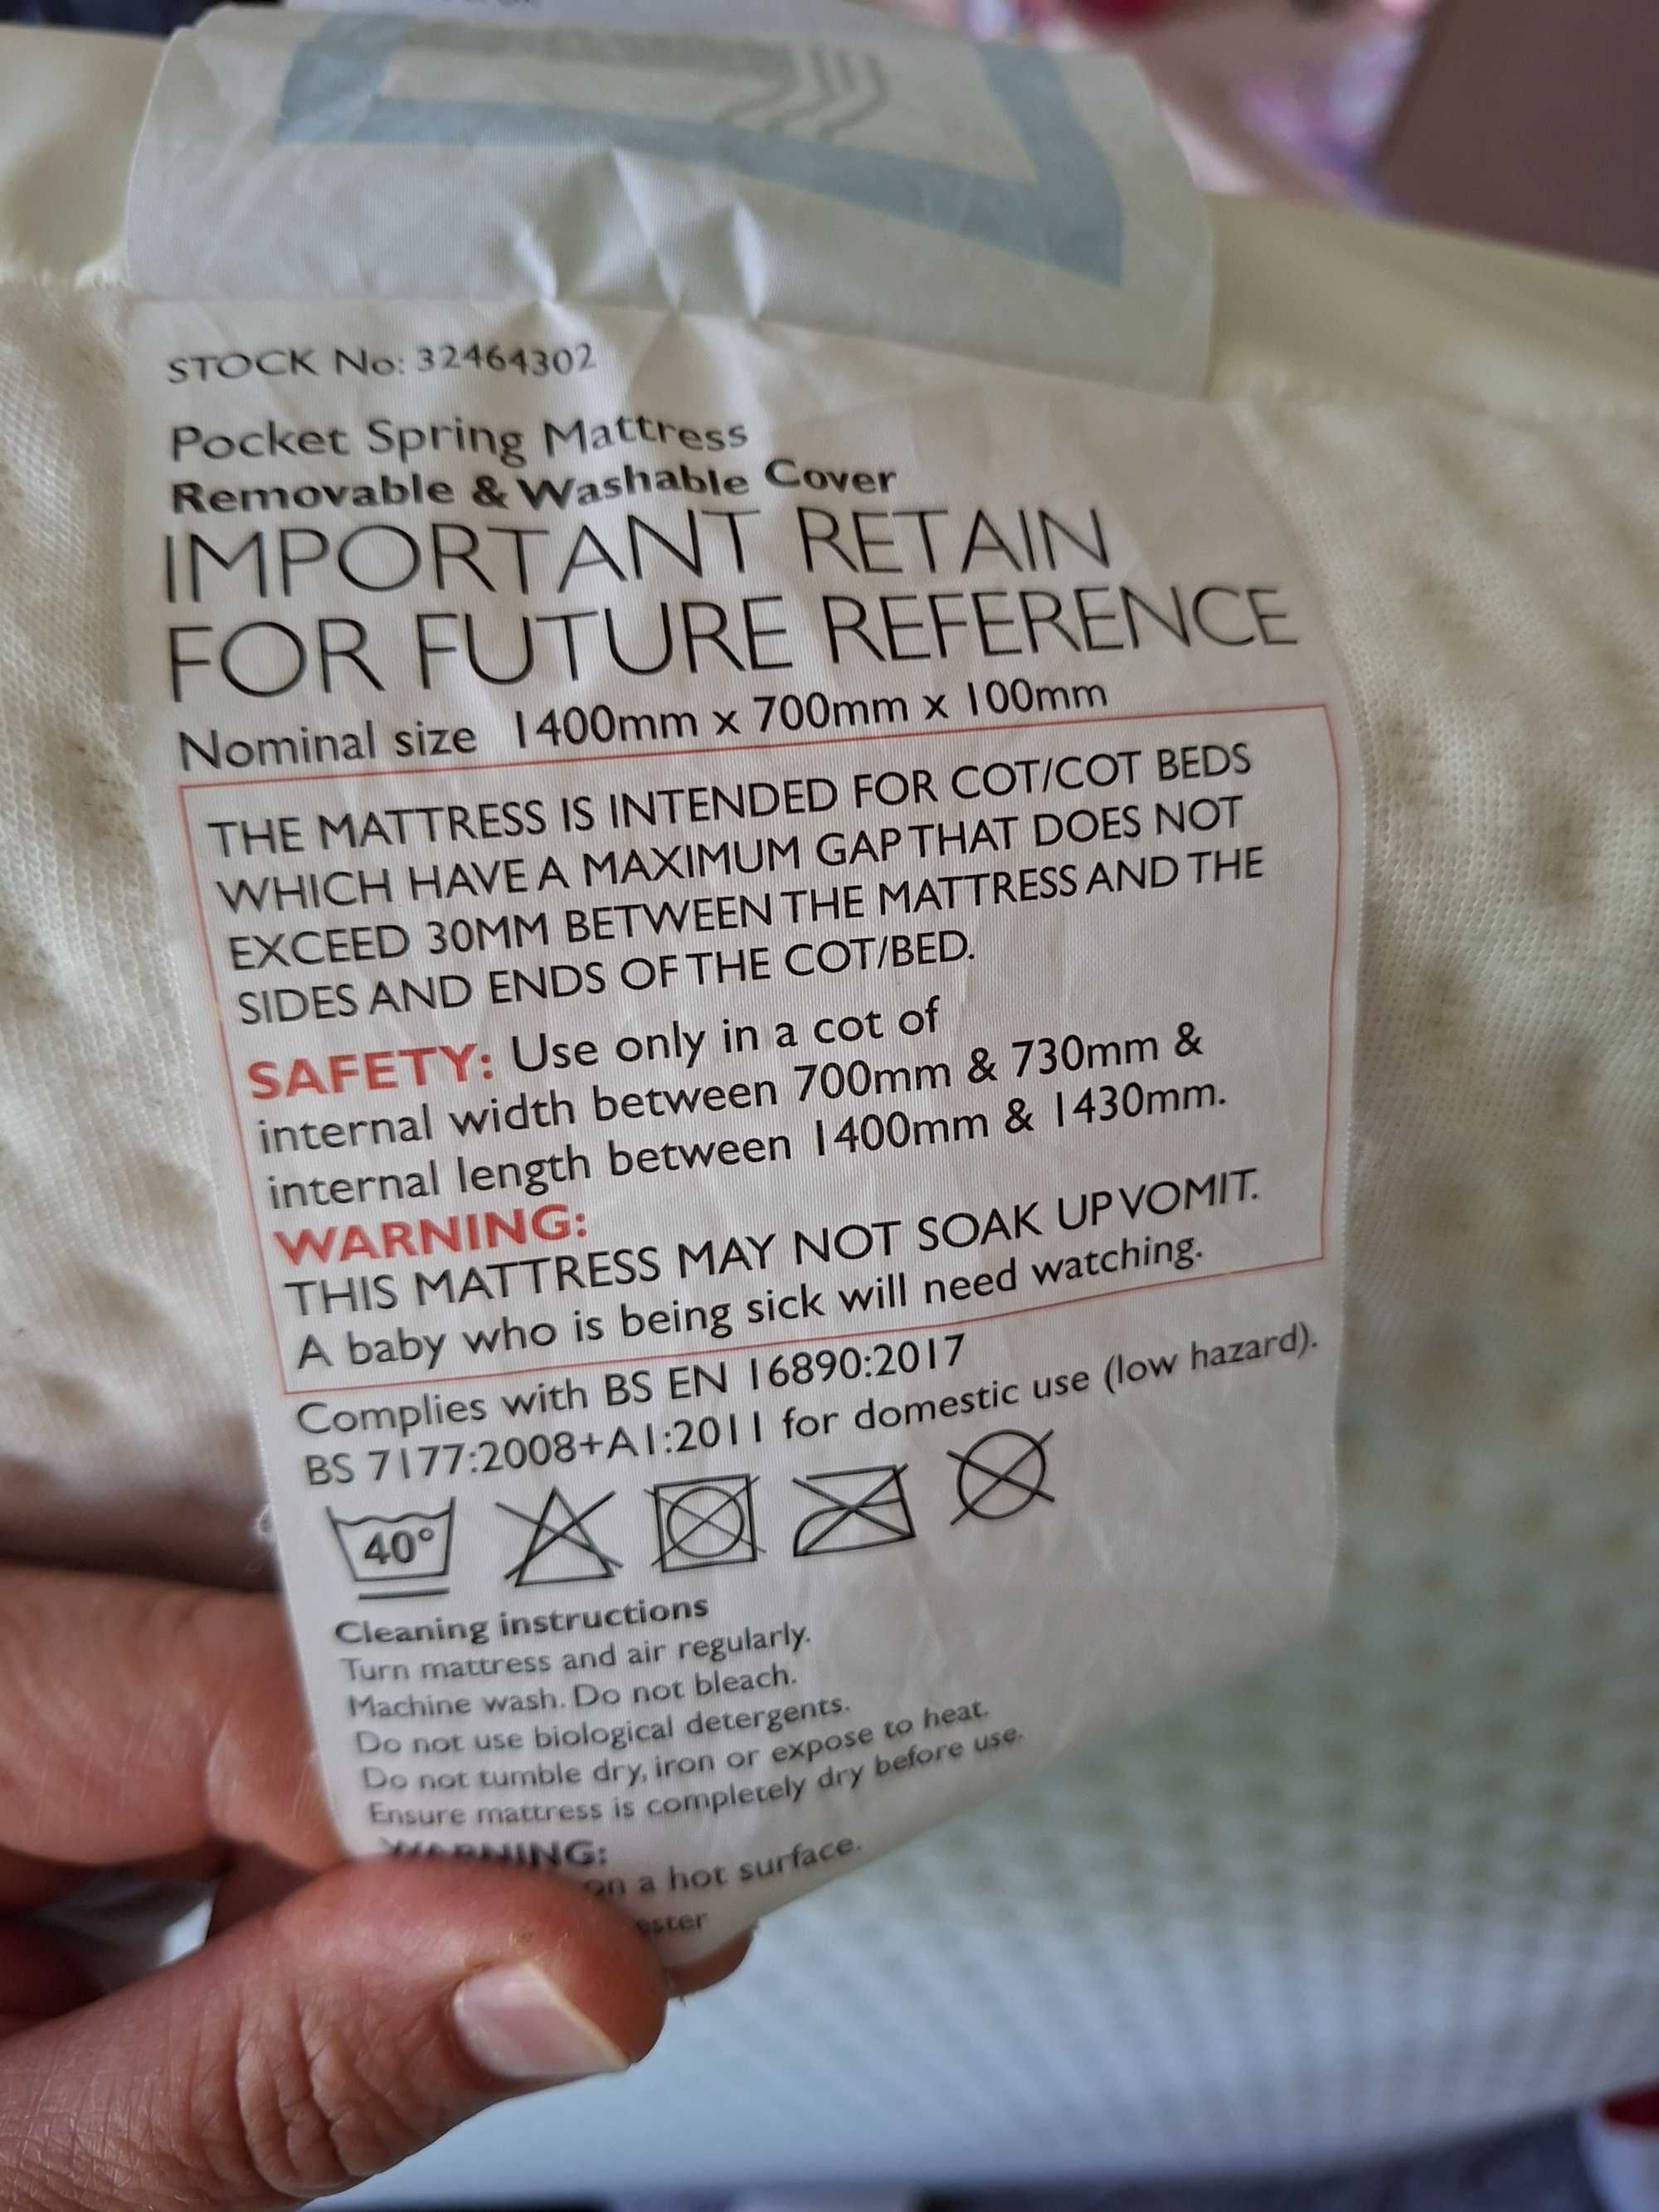 STOCK No: 32464302
Pocket Spring Mattress
Removable & Washable Cover
IMPORTANT RETAIN
FOR FUTURE REFERENCE
Nominal size 1400mm x 700mm x 100mm
THE MATTRESS IS INTENDED FOR COT/COT BEDS
WHICH HAVE A MAXIMUM GAP THAT DOES NOT
EXCEED 30MM BETWEEN THE MATTRESS AND THE
SIDES AND ENDS OF THE COT/BED.
SAFETY: Use only in a cot of
internal width between 700mm & 730mm &
internal length between 1400mm & 1430mm.
WARNING:
THIS MATTRESS MAY NOT SOAK UP VOMIT.
A baby who is being sick will need watching.
Complies with BS EN 16890:2017
BS 7177:2008+A1:2011 for domestic use (low hazard).
40°
Cleaning instructions
Turn mattress and air regularly.
Machine wash. Do not bleach.
Do not use biological detergents.
Do not tumble dry, iron or expose to heat.
Ensure mattress is completely dry before use.
WARNING:
on a hot surface.